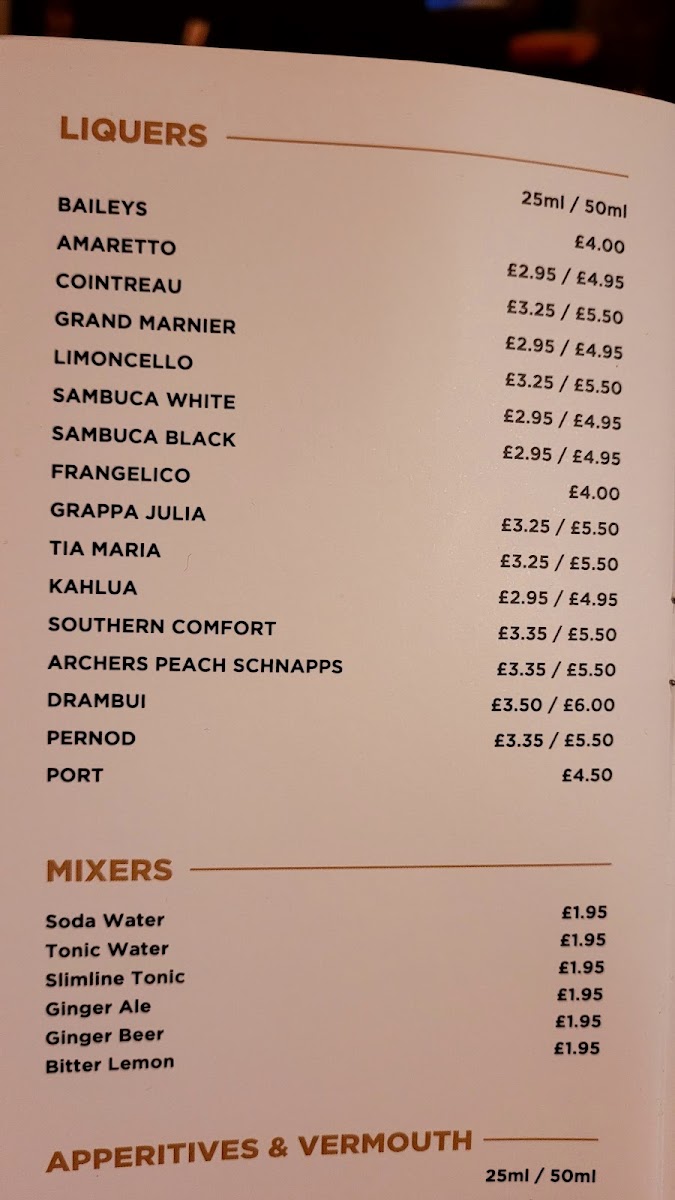 LIQUERS
25ml / 50ml
BAILEYS £4.00
AMARETTO £2.95 / £4.95
COINTREAU £3.25 / £5.50
GRAND MARNIER £2.95 / £4.95
LIMONCELLO £3.25 / £5.50
SAMBUCA WHITE £2.95 / £4.95
SAMBUCA BLACK £2.95 / £4.95
FRANGELICO £4.00
GRAPPA JULIA £3.25 / £5.50
TIA MARIA £3.25 / £5.50
KAHLUA £2.95 / £4.95
SOUTHERN COMFORT £3.35 / £5.50
ARCHERS PEACH SCHNAPPS £3.35 / £5.50
DRAMBUI £3.50 / £6.00
PERNOD £3.35 / £5.50
PORT £4.50
MIXERS
Soda Water £1.95
Tonic Water £1.95
Slimline Tonic £1.95
Ginger Ale £1.95
Ginger Beer £1.95
Bitter Lemon £1.95
APPERITIVES & VERMOUTH
25ml / 50ml